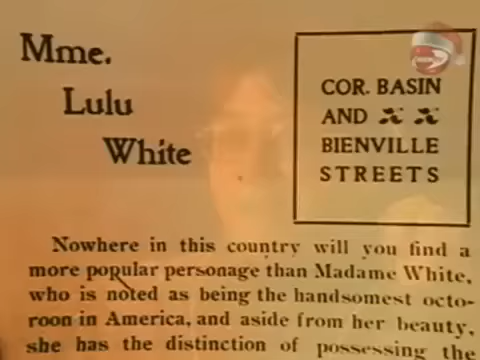 Mme.
Lulu
White
COR. BASIN
AND
BIENVILLE
STREETS
Nowhere in this country will you find a
more popular personage than Madame White,
who is noted as being the handsomest octo-
roon in America, and aside from her beauty,
she has the distinction of possessing the